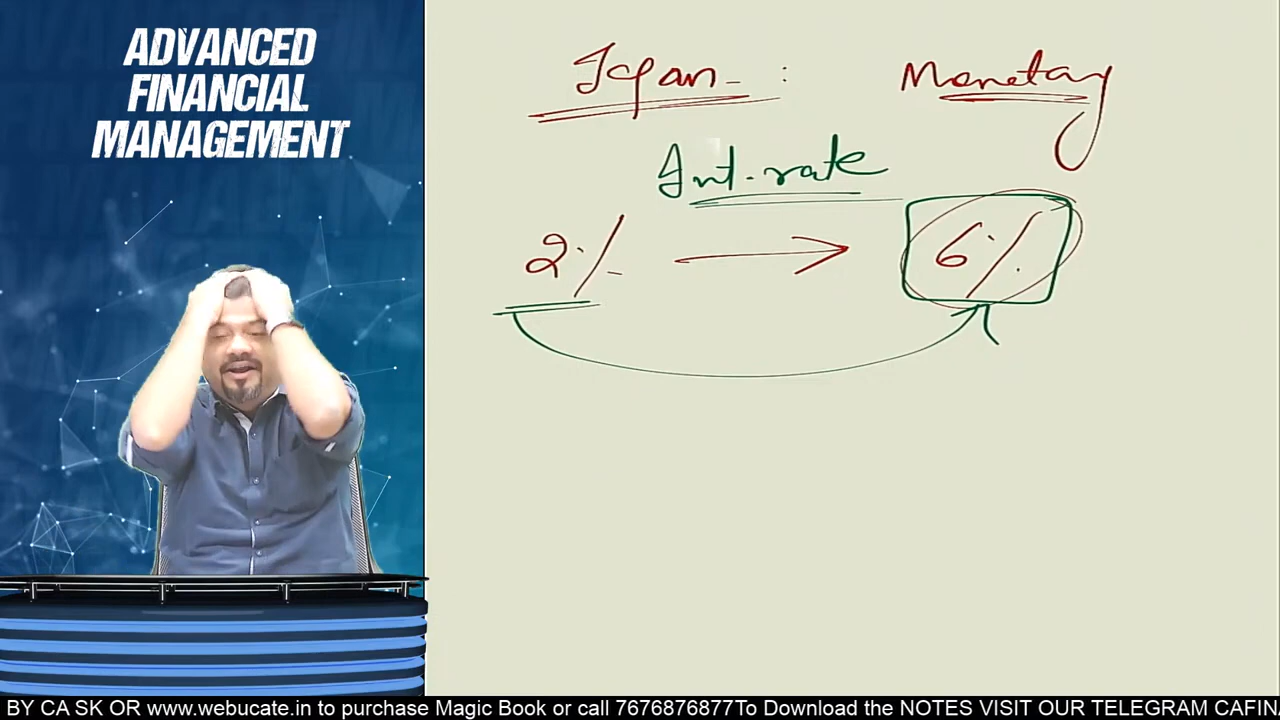 ADVANCED
FINANCIAL
MANAGEMENT
Japan - : Monetary
Int. rate
2% 6%
BY CA SK OR www.webucate.in to purchase Magic Book or call 7676876877To Download the NOTES VISIT OUR TELEGRAM CAFINA